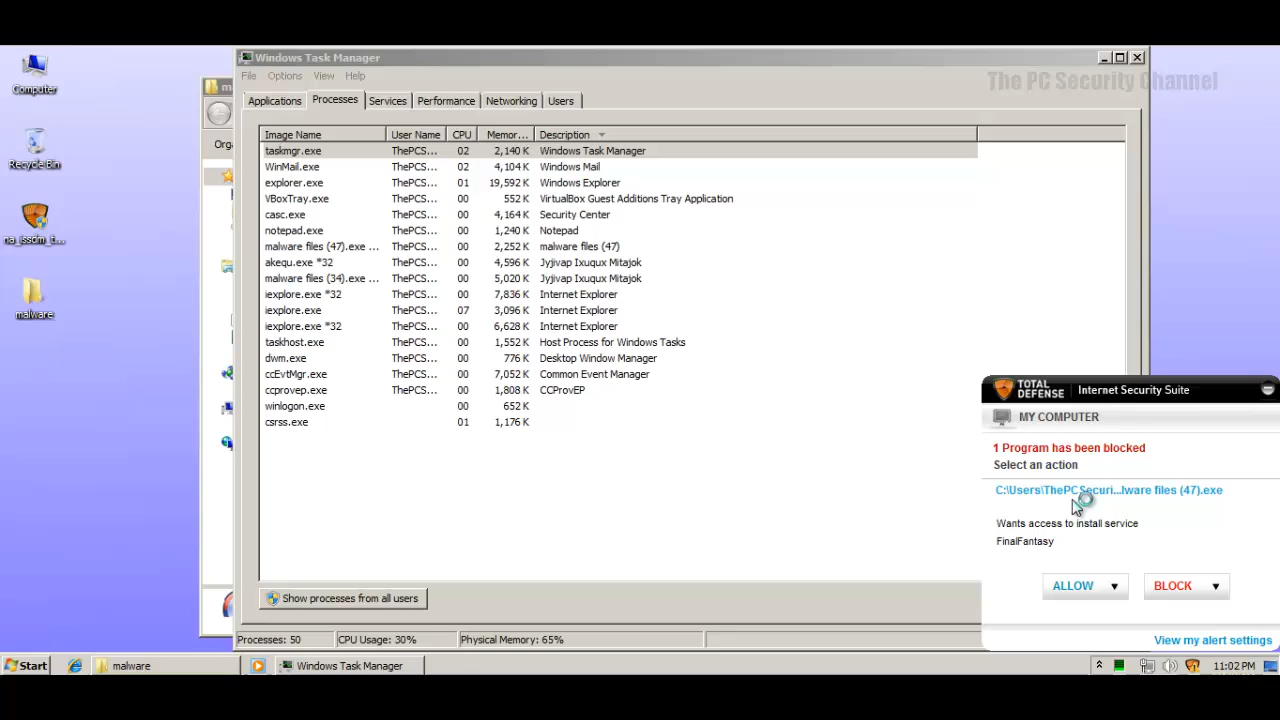 Computer
Recycle Bin
na_issdm_t...
malware
Windows Task Manager
The PC Security Channel
File Options View Help
Applications Processes Services Performance Networking Users
Image Name User Name CPU Memor... Description
taskmgr.exe ThePCS... 02 2,140 K Windows Task Manager
WinMail.exe ThePCS... 02 4,104 K Windows Mail
explorer.exe ThePCS... 01 19,592 K Windows Explorer
VBoxTray.exe ThePCS... 00 552 K VirtualBox Guest Additions Tray Application
casc.exe ThePCS... 00 4,164 K Security Center
notepad.exe ThePCS... 00 1,240 K Notepad
malware files (47).exe ... ThePCS... 00 2,252 K malware files (47)
akequ.exe *32 ThePCS... 00 4,596 K Jyjivap Ixuqux Mitajok
malware files (34).exe ... ThePCS... 00 5,020 K Jyjivap Ixuqux Mitajok
iexplore.exe *32 ThePCS... 00 7,836 K Internet Explorer
iexplore.exe ThePCS... 07 3,096 K Internet Explorer
iexplore.exe *32 ThePCS... 00 6,628 K Internet Explorer
taskhost.exe ThePCS... 00 1,552 K Host Process for Windows Tasks
dwm.exe ThePCS... 00 776 K Desktop Window Manager
ccEvtMgr.exe ThePCS... 00 7,052 K Common Event Manager
ccprovep.exe ThePCS... 00 1,808 K CCProvEP
winlogon.exe 00 652 K
csrss.exe 01 1,176 K
Show processes from all users
Processes: 50 CPU Usage: 30% Physical Memory: 65%
TOTAL DEFENSE Internet Security Suite
MY COMPUTER
1 Program has been blocked
Select an action
C:\Users\ThePCSecuri...lware files (47).exe
Wants access to install service
FinalFantasy
ALLOW BLOCK
View my alert settings
Start malware Windows Task Manager 11:02 PM